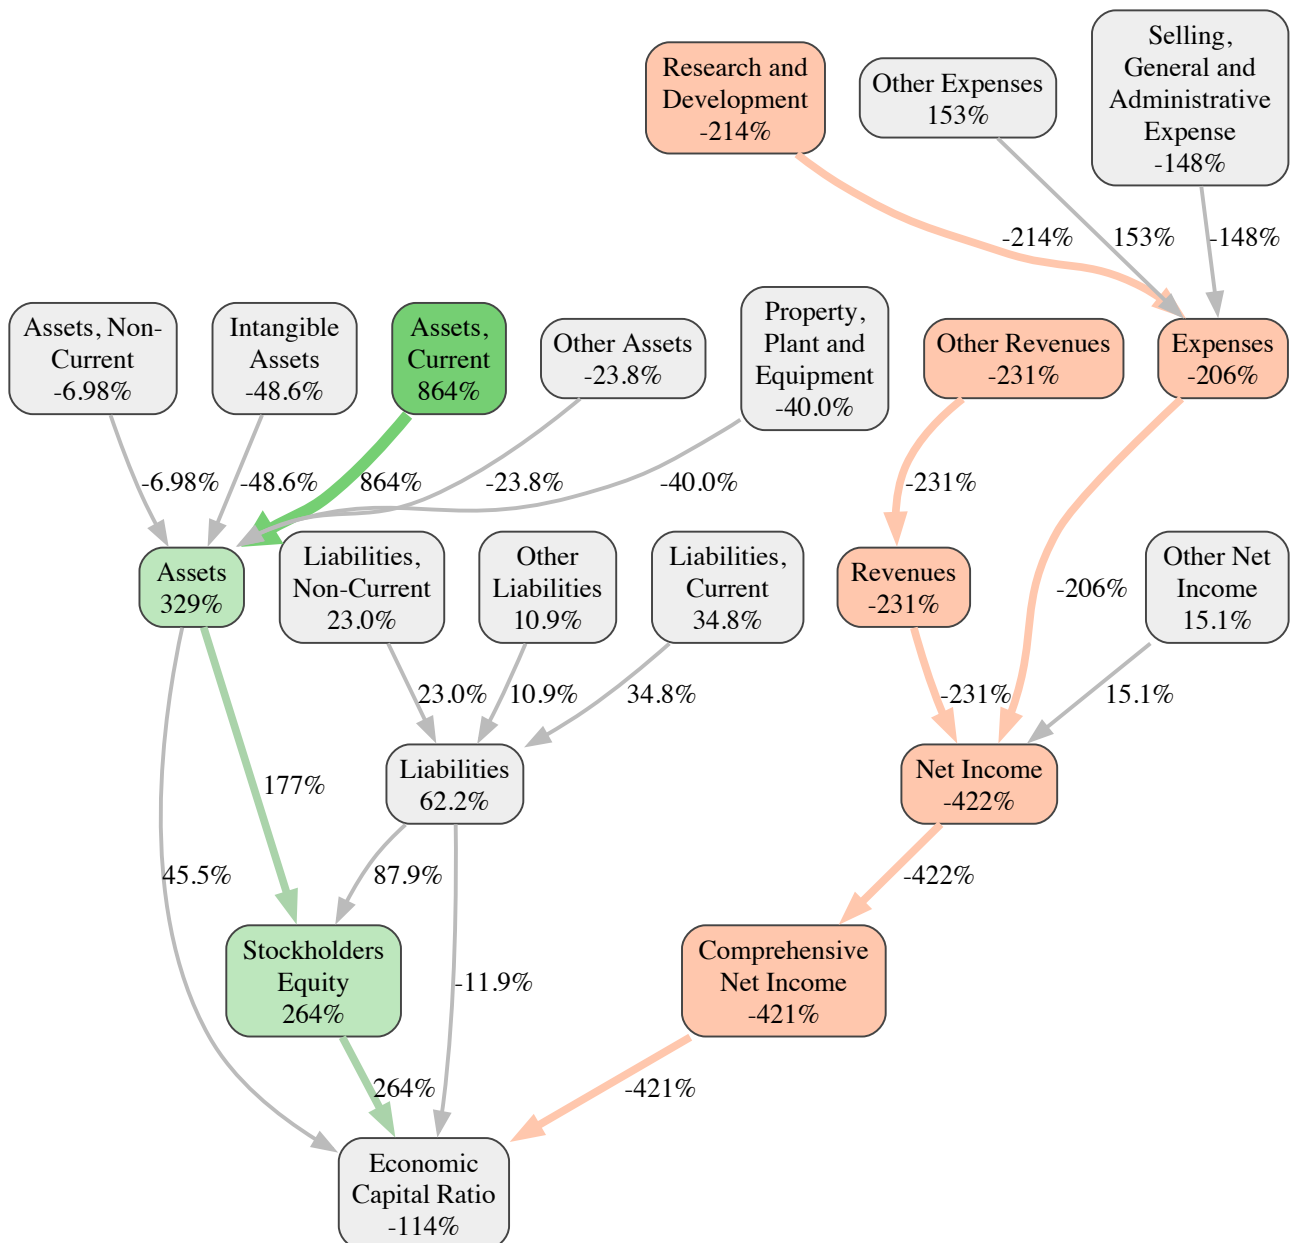 Selling,
General and
Administrative
Expense
-148%
Research and
Development
-214%
Other Expenses
153%
-214%
153%
-148%
Assets, Non-
Current
-6.98%
Intangible
Assets
-48.6%
Assets,
Current
864%
Other Assets
-23.8%
Property,
Plant and
Equipment
-40.0%
Other Revenues
-231%
Expenses
-206%
-6.98%
-48.6%
864%
-23.8%
-40.0%
-231%
Assets
329%
Liabilities,
Non-Current
23.0%
Other
Liabilities
10.9%
Liabilities,
Current
34.8%
Revenues
-231%
-206%
Other Net
Income
15.1%
23.0%
10.9%
34.8%
-231%
15.1%
177%
Liabilities
62.2%
Net Income
-422%
45.5%
87.9%
-422%
Stockholders
Equity
264%
-11.9%
Comprehensive
Net Income
-421%
264%
-421%
Economic
Capital Ratio
-114%